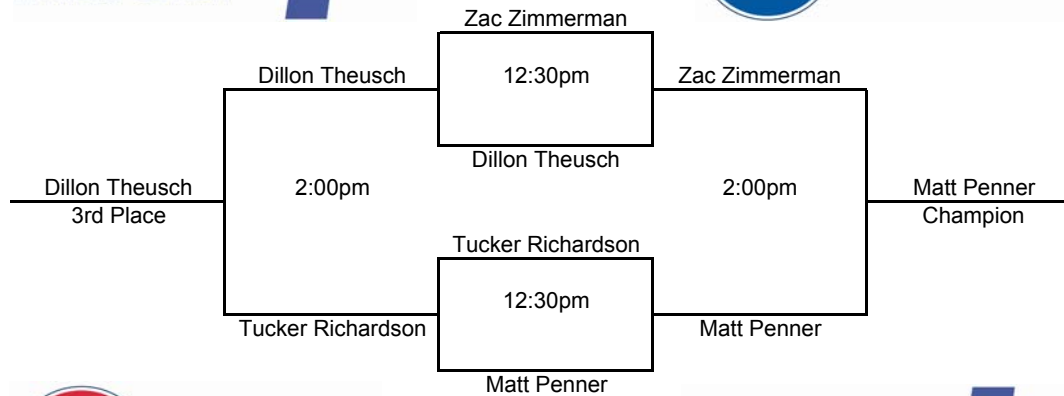 Zac Zimmerman
Dillon Theusch 12:30pm Zac Zimmerman
Dillon Theusch
Dillon Theusch 2:00pm 2:00pm Matt Penner
3rd Place Champion
Tucker Richardson
12:30pm
Tucker Richardson Matt Penner
Matt Penner